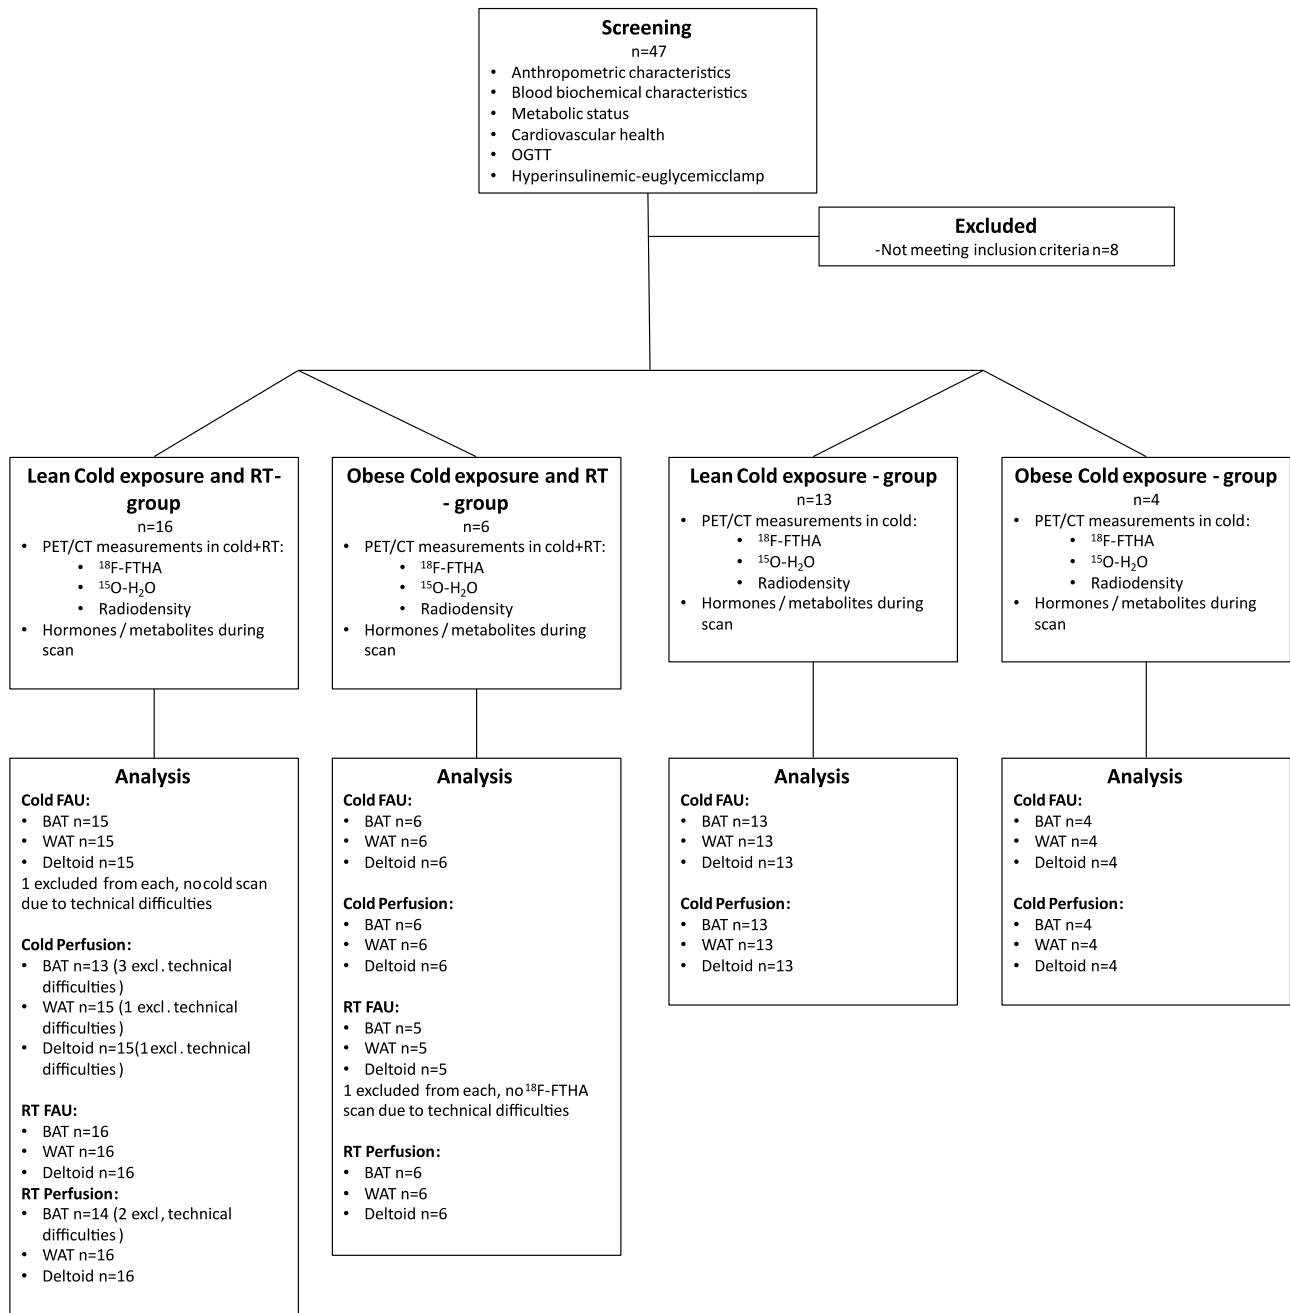 Screening
n=47
• Anthropometric characteristics
• Blood biochemical characteristics
• Metabolic status
• Cardiovascular health
• OGTT
• Hyperinsulinemic-euglycemicclamp
Excluded
-Not meeting inclusion criteria n=8
Lean Cold exposure and RT-
group
n=16
• PET/CT measurements in cold+RT:
• ¹⁸F-FTHA
• ¹⁵O-H₂O
• Radiodensity
• Hormones / metabolites during
scan
Obese Cold exposure and RT
- group
n=6
• PET/CT measurements in cold+RT:
• ¹⁸F-FTHA
• ¹⁵O-H₂O
• Radiodensity
• Hormones / metabolites during
scan
Lean Cold exposure - group
n=13
• PET/CT measurements in cold:
• ¹⁸F-FTHA
• ¹⁵O-H₂O
• Radiodensity
• Hormones / metabolites during
scan
Obese Cold exposure - group
n=4
• PET/CT measurements in cold:
• ¹⁸F-FTHA
• ¹⁵O-H₂O
• Radiodensity
• Hormones / metabolites during
scan
Analysis
Cold FAU:
• BAT n=15
• WAT n=15
• Deltoid n=15
1 excluded from each, no cold scan
due to technical difficulties
Cold Perfusion:
• BAT n=13 (3 excl. technical
difficulties)
• WAT n=15 (1 excl. technical
difficulties)
• Deltoid n=15(1 excl. technical
difficulties)
RT FAU:
• BAT n=16
• WAT n=16
• Deltoid n=16
RT Perfusion:
• BAT n=14 (2 excl, technical
difficulties)
• WAT n=16
• Deltoid n=16
Analysis
Cold FAU:
• BAT n=6
• WAT n=6
• Deltoid n=6
Cold Perfusion:
• BAT n=6
• WAT n=6
• Deltoid n=6
RT FAU:
• BAT n=5
• WAT n=5
• Deltoid n=5
1 excluded from each, no ¹⁸F-FTHA
scan due to technical difficulties
RT Perfusion:
• BAT n=6
• WAT n=6
• Deltoid n=6
Analysis
Cold FAU:
• BAT n=13
• WAT n=13
• Deltoid n=13
Cold Perfusion:
• BAT n=13
• WAT n=13
• Deltoid n=13
Analysis
Cold FAU:
• BAT n=4
• WAT n=4
• Deltoid n=4
Cold Perfusion:
• BAT n=4
• WAT n=4
• Deltoid n=4